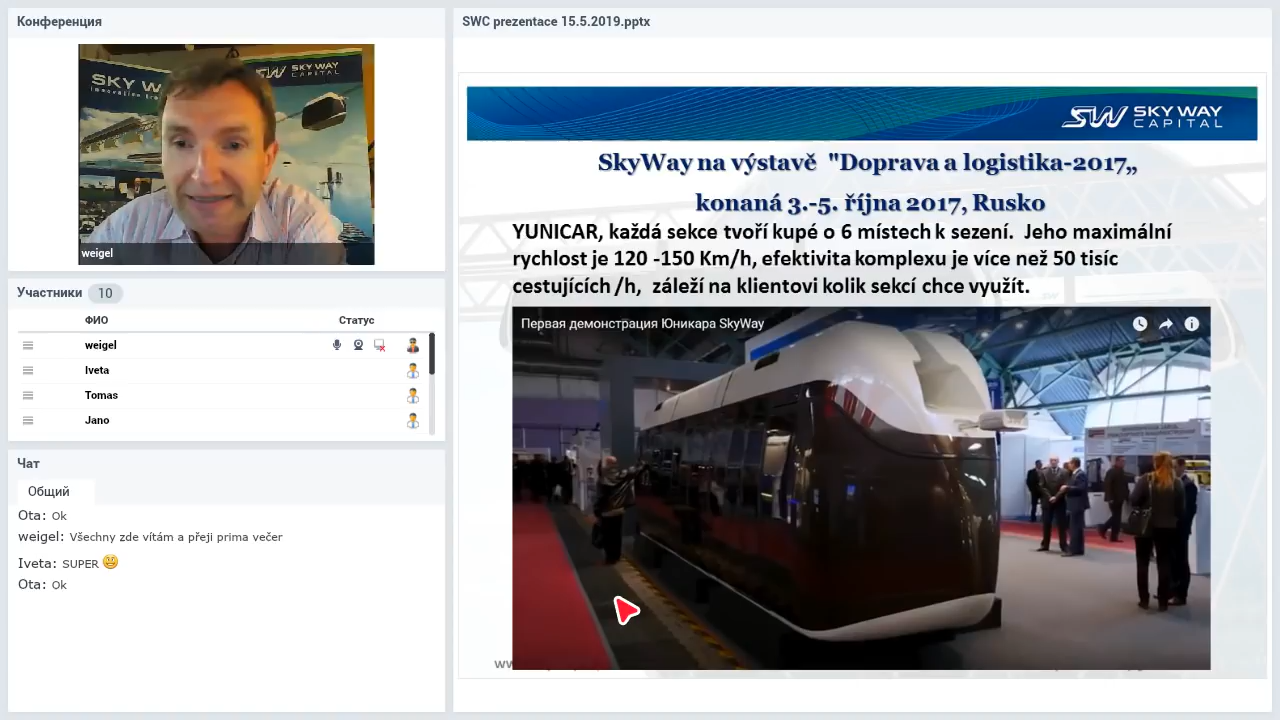 Конференция
SKY W
SW SKY WAY
CAPITAL
weigel
Участники 10
ФИО Статус
weigel
Iveta
Tomas
Jano
Чат
Общий
Ota: Ok
weigel: Všechny zde vítám a přeji prima večer
Iveta: SUPER
Ota: Ok
SWC prezentace 15.5.2019.pptx
SW SKY WAY
CAPITAL
SkyWay na výstavě "Doprava a logistika-2017„
konaná 3.-5. října 2017, Rusko
YUNICAR, každá sekce tvoří kupé o 6 místech k sezení. Jeho maximální
rychlost je 120 -150 Km/h, efektivita komplexu je více než 50 tisíc
cestujících /h, záleží na klientovi kolik sekcí chce využít.
Первая демонстрация Юникара SkyWay